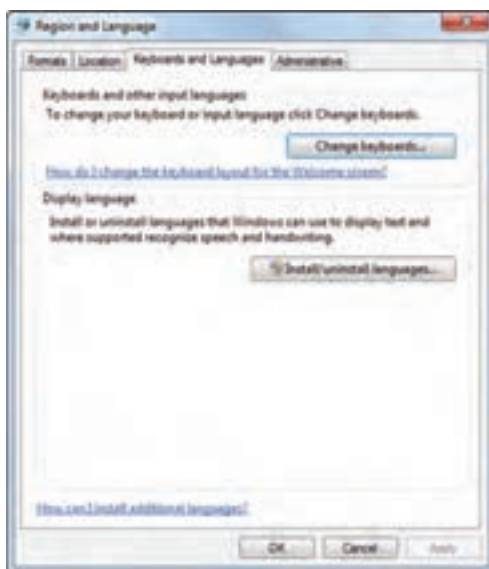 Region and Language
Formats Location Keyboards and Languages Administrative
Keyboards and other input languages
To change your keyboard or input language click Change keyboards.
Change keyboards...
How do I change the keyboard layout for the Welcome screen?
Display language
Install or uninstall languages that Windows can use to display text and
where supported recognize speech and handwriting.
Install/uninstall languages...
How can I install additional languages?
OK Cancel Apply